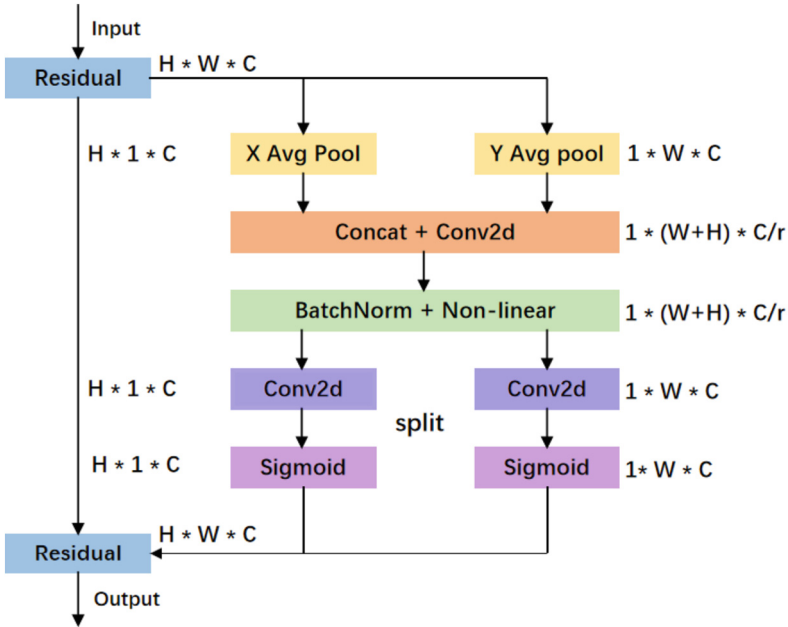 Input
Residual
H * W * C
H * 1 * C
X Avg Pool
Y Avg pool
1 * W * C
Concat + Conv2d
1 * (W+H) * C/r
BatchNorm + Non-linear
1 * (W+H) * C/r
H * 1 * C
Conv2d
Conv2d
1 * W * C
split
H * 1 * C
Sigmoid
Sigmoid
1* W * C
H * W * C
Residual
Output